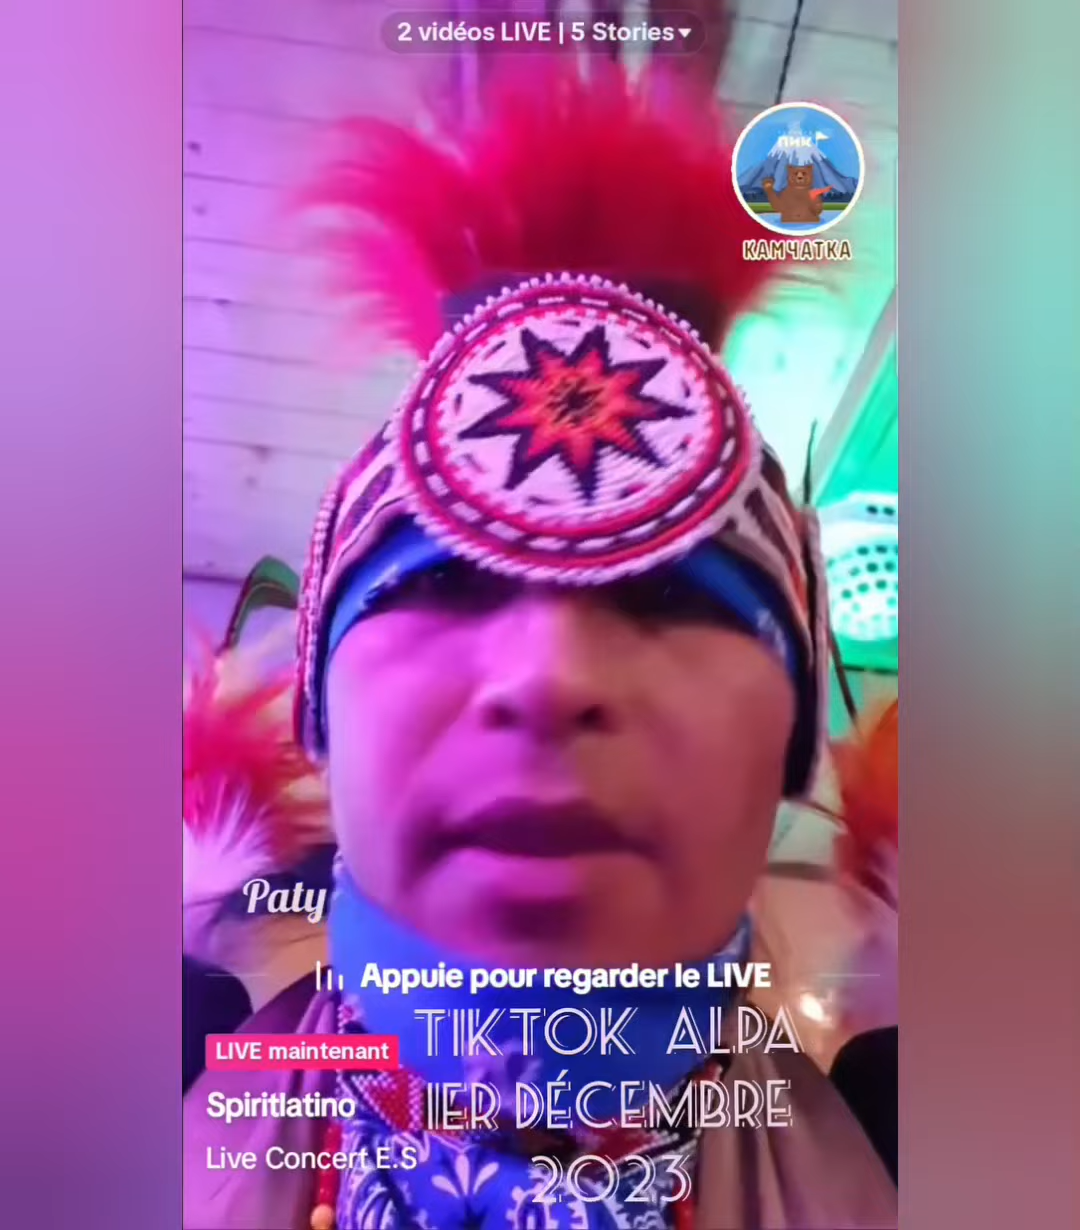 2 vidéos LIVE | 5 Stories
ПИК
КАМЧАТКА
Paty
Appuie pour regarder le LIVE
TIKTOK ALPA
LIVE maintenant
1ER DÉCEMBRE
Spiritlatino
Live Concert E.S
2023